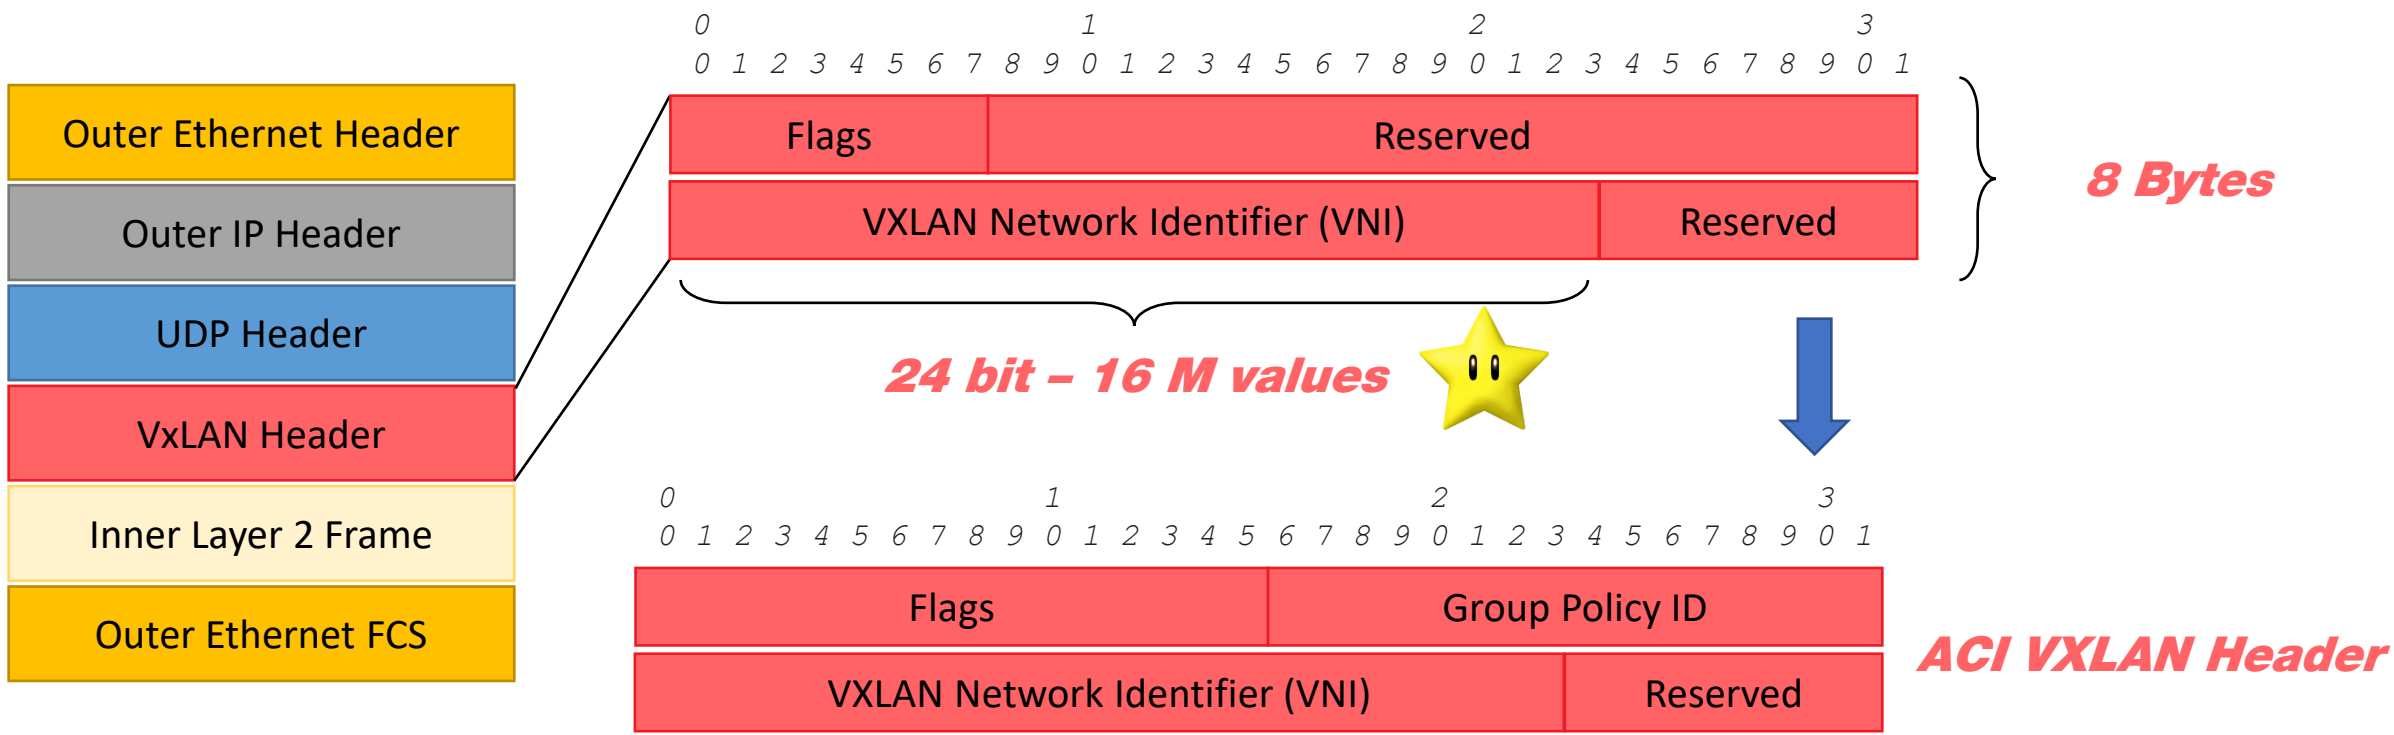 Outer Ethernet Header
Outer IP Header
UDP Header
VxLAN Header
Inner Layer 2 Frame
Outer Ethernet FCS
0 1 2 3
0 1 2 3 4 5 6 7 8 9 0 1 2 3 4 5 6 7 8 9 0 1 2 3 4 5 6 7 8 9 0 1
Flags Reserved
VXLAN Network Identifier (VNI) Reserved
8 Bytes
24 bit – 16 M values
0 1 2 3
0 1 2 3 4 5 6 7 8 9 0 1 2 3 4 5 6 7 8 9 0 1 2 3 4 5 6 7 8 9 0 1
Flags Group Policy ID
VXLAN Network Identifier (VNI) Reserved
ACI VXLAN Header